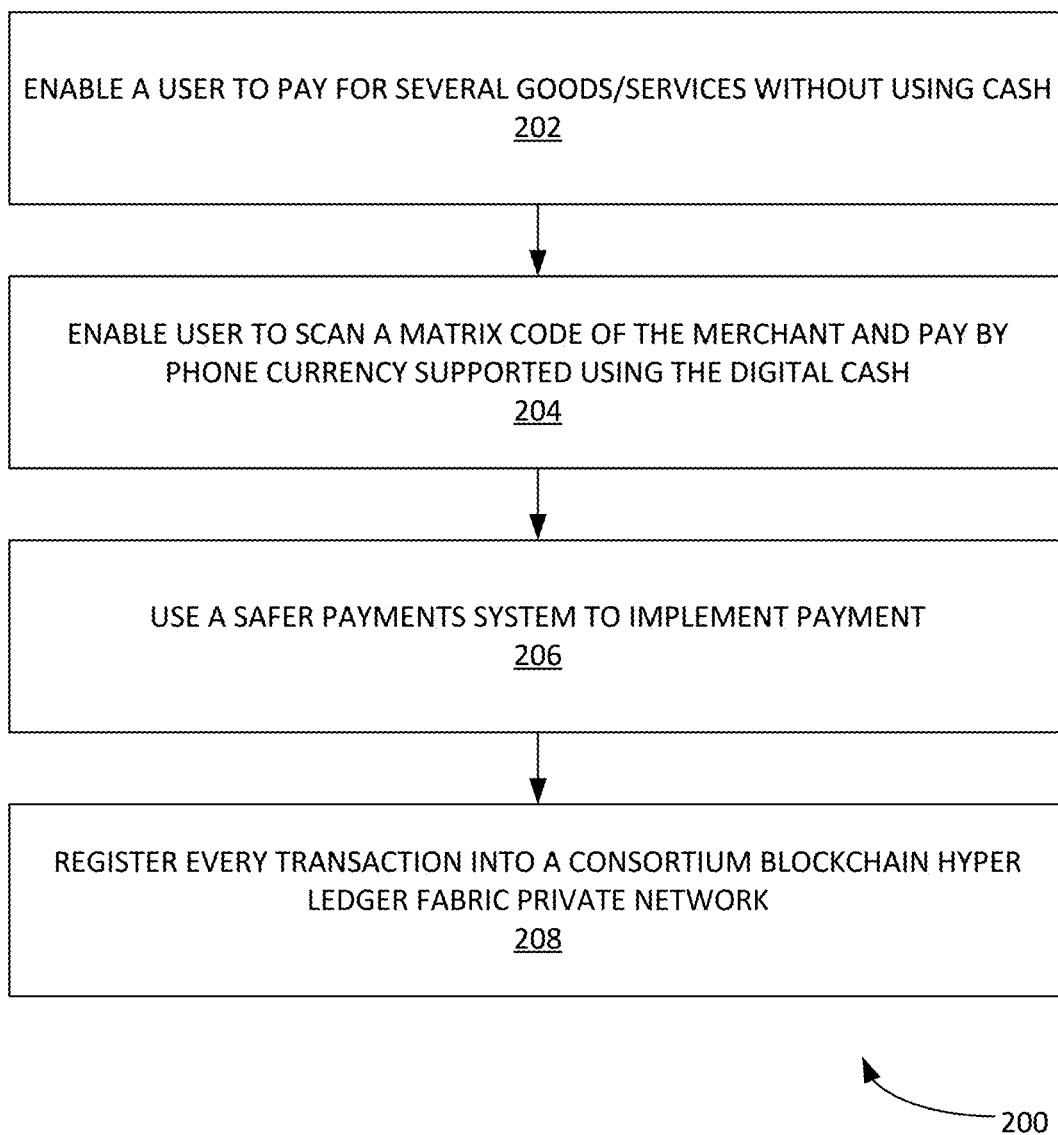 ENABLE A USER TO PAY FOR SEVERAL GOODS/SERVICES WITHOUT USING CASH
202
ENABLE USER TO SCAN A MATRIX CODE OF THE MERCHANT AND PAY BY
PHONE CURRENCY SUPPORTED USING THE DIGITAL CASH
204
USE A SAFER PAYMENTS SYSTEM TO IMPLEMENT PAYMENT
206
REGISTER EVERY TRANSACTION INTO A CONSORTIUM BLOCKCHAIN HYPER
LEDGER FABRIC PRIVATE NETWORK
208
200